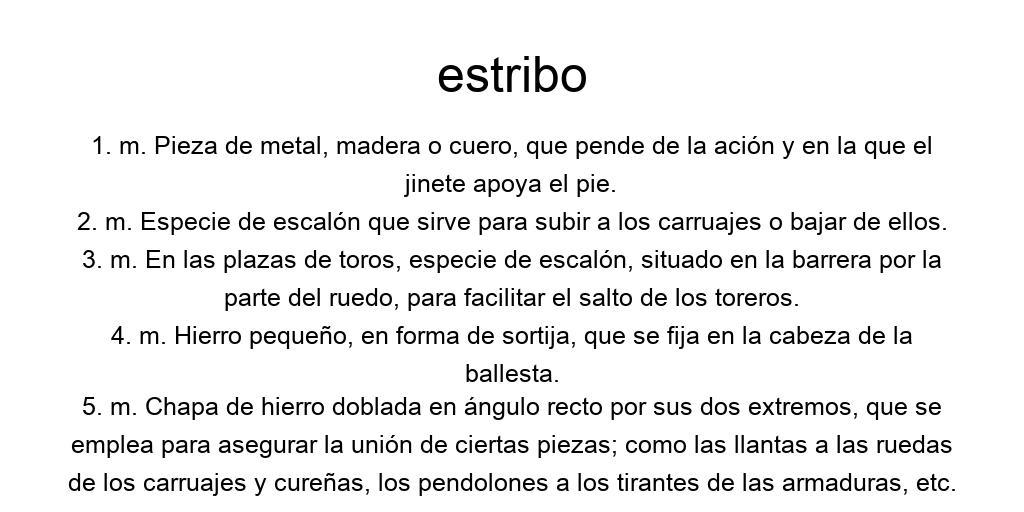 estribo
1. m. Pieza de metal, madera o cuero, que pende de la ación y en la que el
jinete apoya el pie.
2. m. Especie de escalón que sirve para subir a los carruajes o bajar de ellos.
3. m. En las plazas de toros, especie de escalón, situado en la barrera por la
parte del ruedo, para facilitar el salto de los toreros.
4. m. Hierro pequeño, en forma de sortija, que se fija en la cabeza de la
ballesta.
5. m. Chapa de hierro doblada en ángulo recto por sus dos extremos, que se
emplea para asegurar la unión de ciertas piezas; como las llantas a las ruedas
de los carruajes y cureñas, los pendolones a los tirantes de las armaduras, etc.